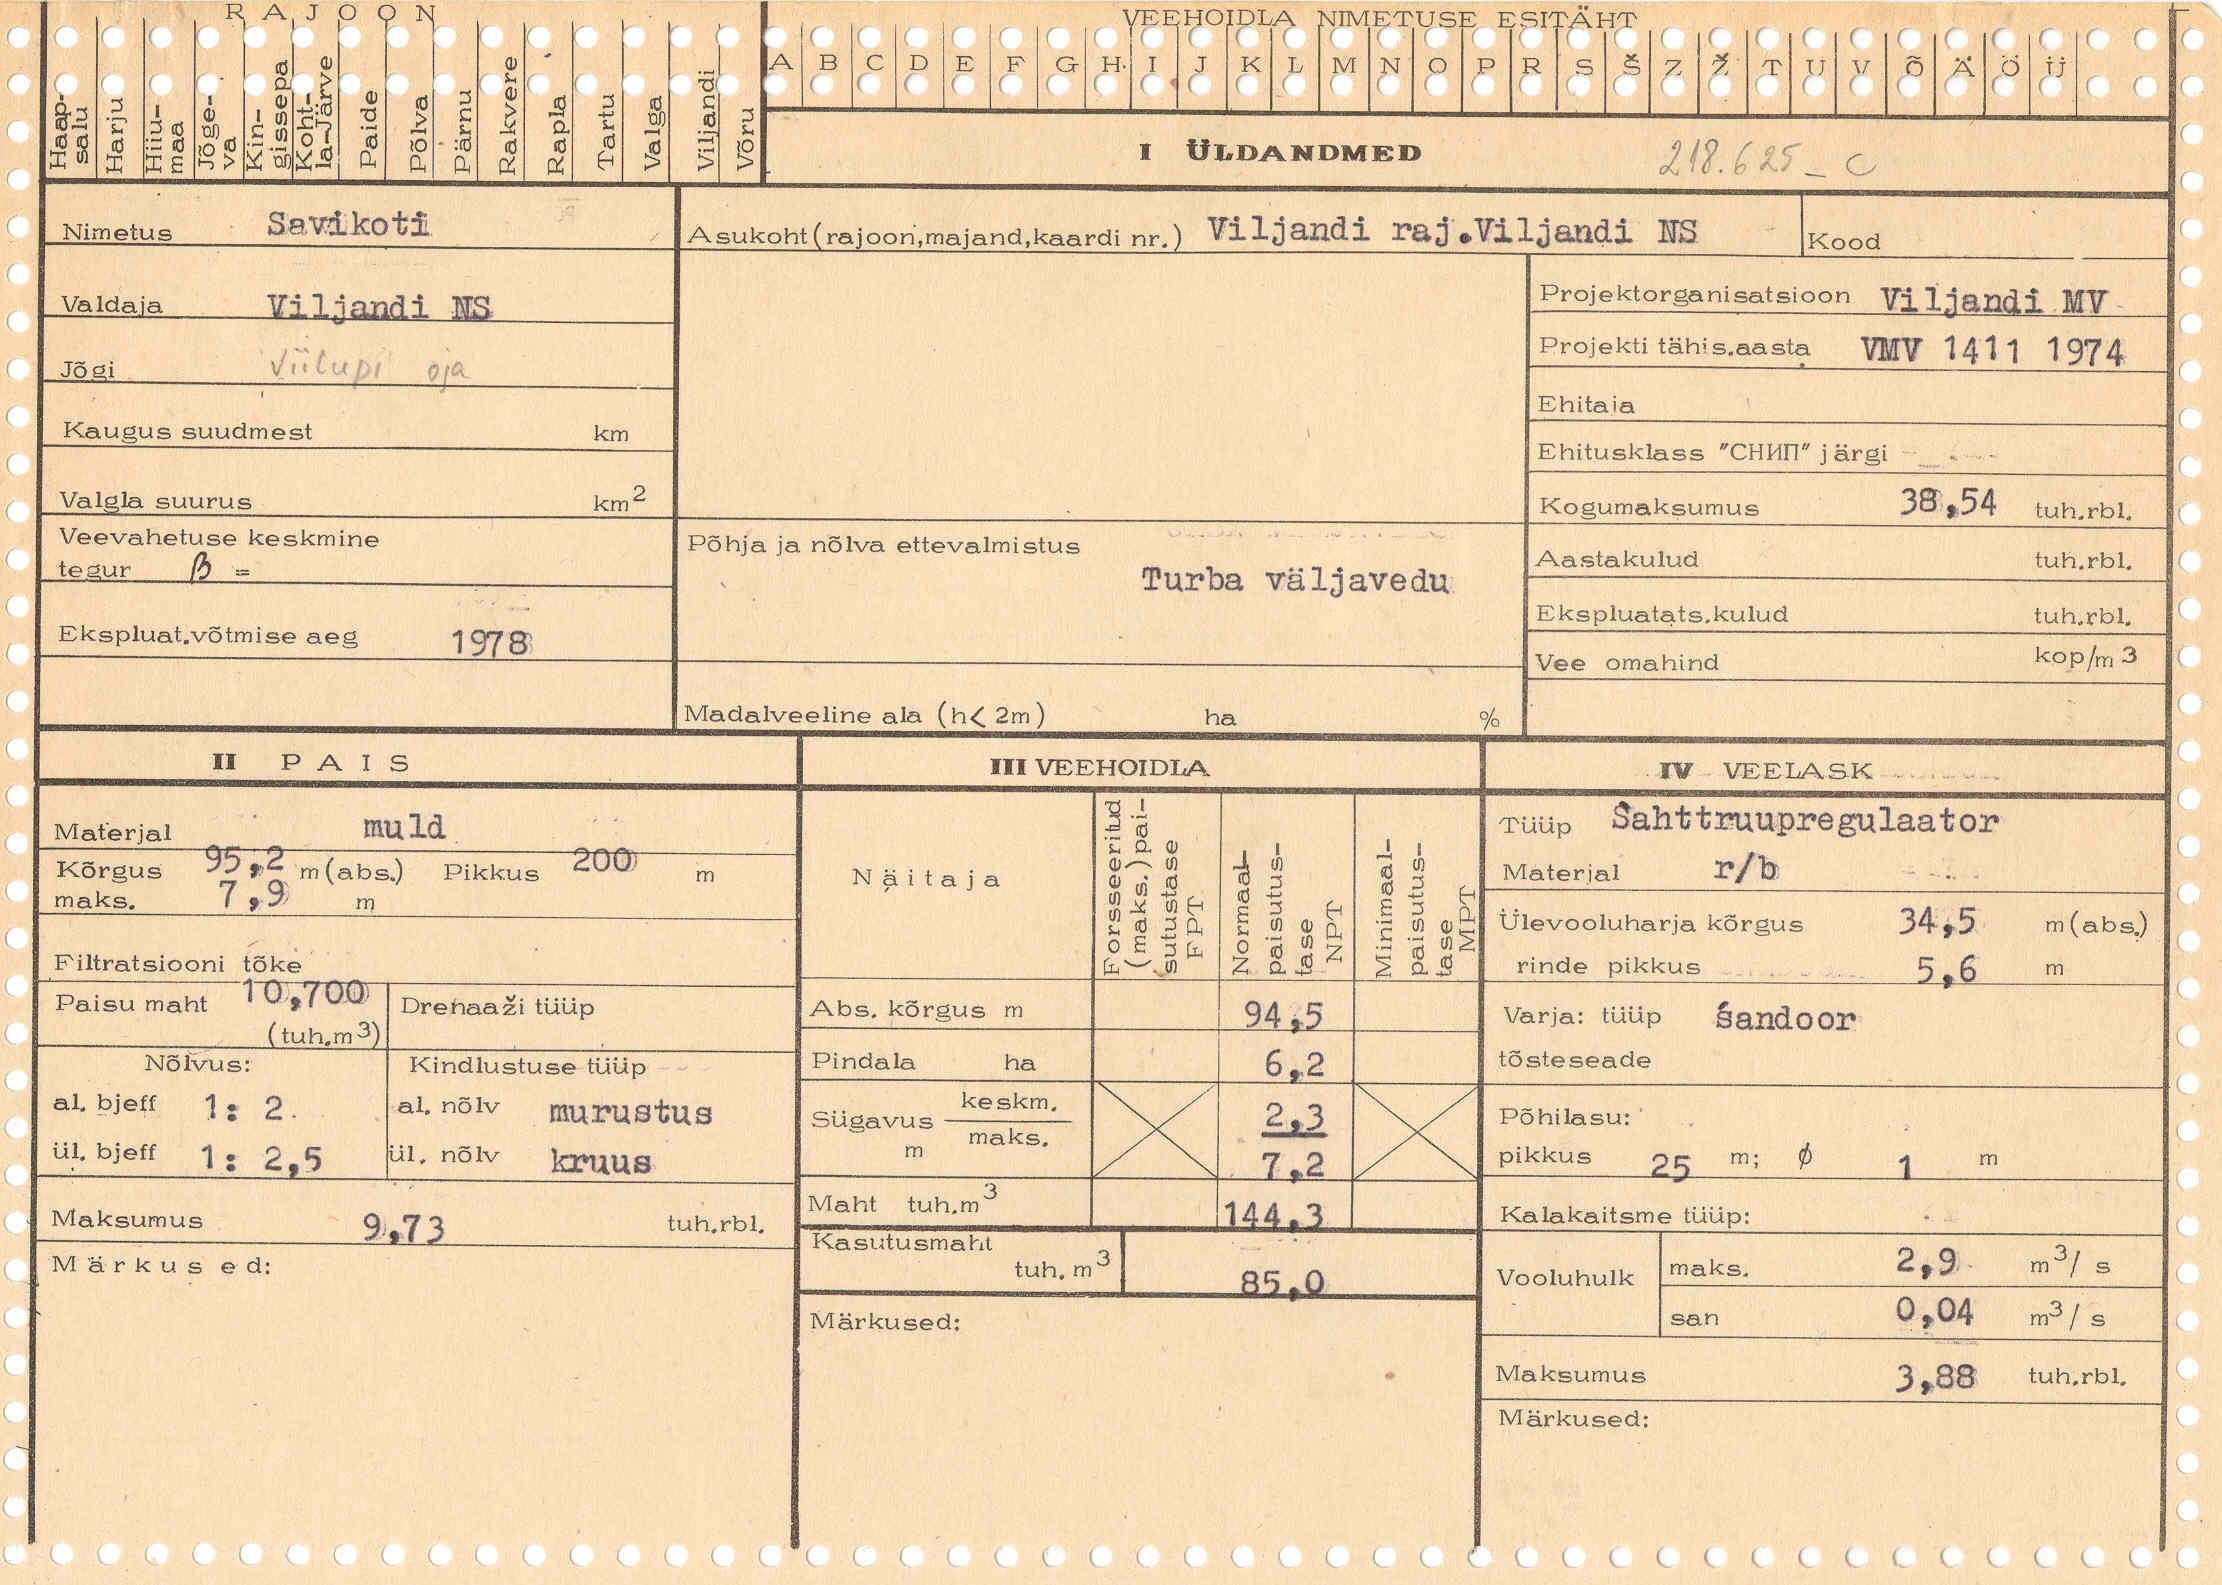 RAJOON
VEEHOIDLA NIMETUSE ESITÄHT
Haap-salu Harju Hiiu-maa Jõge-va Kin-gissepa Koht-la-Järve Paide Põlva Pärnu Rakvere Rapla Tartu Valga Viljandi Võru
A B C D E F G H I J K L M N O P R S Š Z Ž T U V Õ Ä Ö Ü
I ÜLDANDMED 218.625 - C
Nimetus Savikoti
Asukoht (rajoon,majand,kaardi nr.) Viljandi raj.Viljandi NS
Kood
Valdaja Viljandi NS
Jõgi Viilupi oja
Kaugus suudmest km
Valgla suurus km2
Veevahetuse keskmine
tegur β =
Ekspluat.võtmise aeg 1978
Põhja ja nõlva ettevalmistus
Turba väljavedu
Madalveeline ala (h< 2m) ha %
Projektorganisatsioon Viljandi MV
Projekti tähis.aasta VMV 1411 1974
Ehitaja
Ehitusklass "СНИП" järgi
Kogumaksumus 38,54 tuh.rbl.
Aastakulud tuh.rbl.
Ekspluatats.kulud tuh.rbl.
Vee omahind kop/m3
II PAIS
Materjal muld
Kõrgus 95,2 m(abs.) Pikkus 200 m
maks. 7,9 m
Filtratsiooni tõke
Paisu maht 10,700
(tuh.m3)
Drenaaži tüüp
Nõlvus:
Kindlustuse tüüp
al. bjeff 1: 2 al. nõlv murustus
ül. bjeff 1: 2,5 ül. nõlv kruus
Maksumus 9,73 tuh.rbl.
Märkused:
III VEEHOIDLA
Näitaja
Forsseeritud
(maks.) pai-
sutustase
FPT
Normaal-
paisutus-
tase
NPT
Minimaal-
paisutus-
tase
MPT
Abs. kõrgus m 94,5
Pindala ha 6,2
Sügavus keskm. 2,3
m maks. 7,2
Maht tuh.m3 144,3
Kasutusmaht
tuh. m3 85,0
Märkused:
IV VEELASK
Tüüp Sahttruupregulaator
Materjal r/b
Ülevooluharja kõrgus 34,5 m(abs.)
rinde pikkus 5,6 m
Varja: tüüp šandoor
tõsteseade
Põhilasu:
pikkus 25 m; ø 1 m
Kalakaitsme tüüp:
Vooluhulk maks. 2,9 m3/ s
san 0,04 m3/ s
Maksumus 3,88 tuh.rbl.
Märkused: